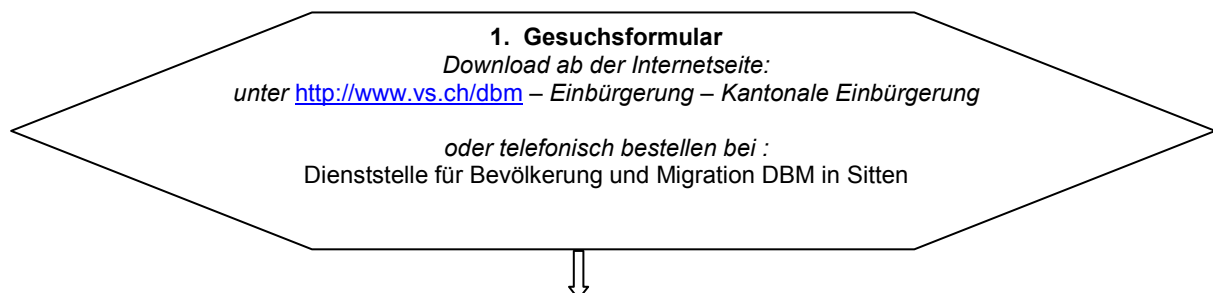 1. Gesuchsformular
Download ab der Internetseite:
unter http://www.vs.ch/dbm – Einbürgerung – Kantonale Einbürgerung
oder telefonisch bestellen bei :
Dienststelle für Bevölkerung und Migration DBM in Sitten